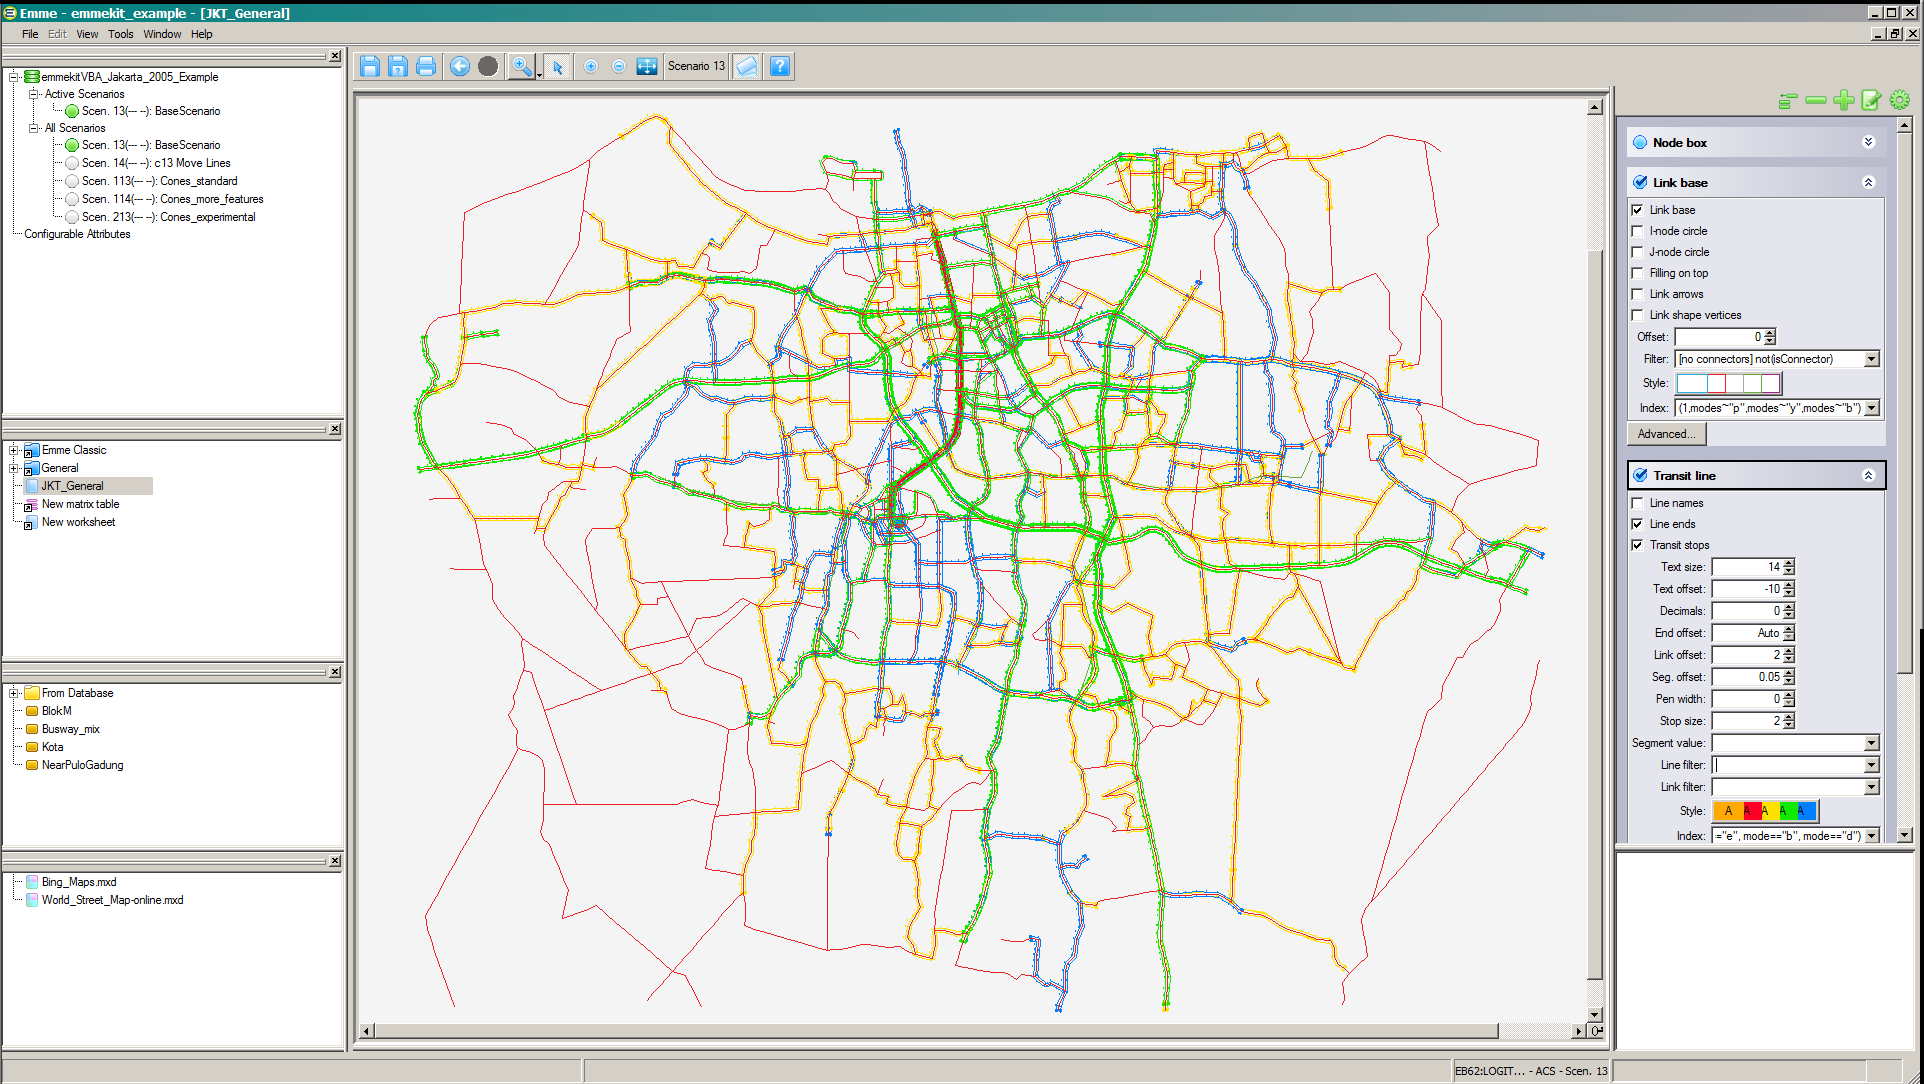 Emme - emmekit_example - [JKT_General]
File Edit View Tools Window Help
emmekitVBA_Jakarta_2005_Example
Active Scenarios
Scen. 13(--- --): BaseScenario
All Scenarios
Scen. 13(--- --): BaseScenario
Scen. 14(--- --): c13 Move Lines
Scen. 113(--- --): Cones_standard
Scen. 114(--- --): Cones_more_features
Scen. 213(--- --): Cones_experimental
Configurable Attributes
Emme Classic
General
JKT_General
New matrix table
New worksheet
From Database
BlokM
Busway_mix
Kota
NearPuloGadung
Bing_Maps.mxd
World_Street_Map-online.mxd
Scenario 13
Node box
Link base
Link base
I-node circle
J-node circle
Filling on top
Link arrows
Link shape vertices
Offset: 0
Filter: [no connectors] not(isConnector)
Style:
Index: (1,modes~"p",modes~"y",modes~"b")
Advanced...
Transit line
Line names
Line ends
Transit stops
Text size: 14
Text offset: -10
Decimals: 0
End offset: Auto
Link offset: 2
Seg. offset: 0.05
Pen width: 0
Stop size: 2
Segment value:
Line filter:
Link filter:
Style: A A A A A
Index: ="e", mode=="b", mode=="d")
EB62:LOGIT... - ACS - Scen. 13